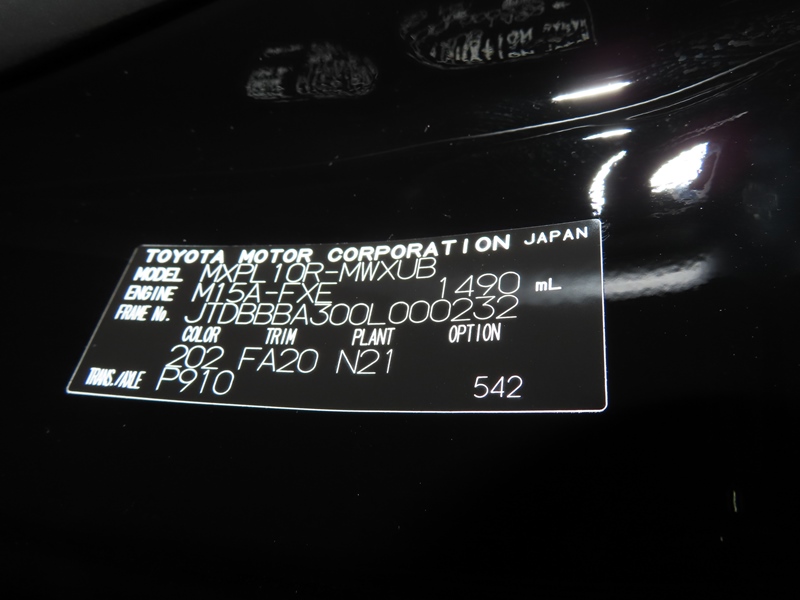 TOYOTA MOTOR CORPORATION JAPAN
MODEL MXPL10R-MWXUB
ENGINE M15A-FXE 1490 mL
FRAME No. JTDBBBA300L000232
COLOR TRIM PLANT OPTION
202 FA20 N21
TRANS./AXLE P910 542